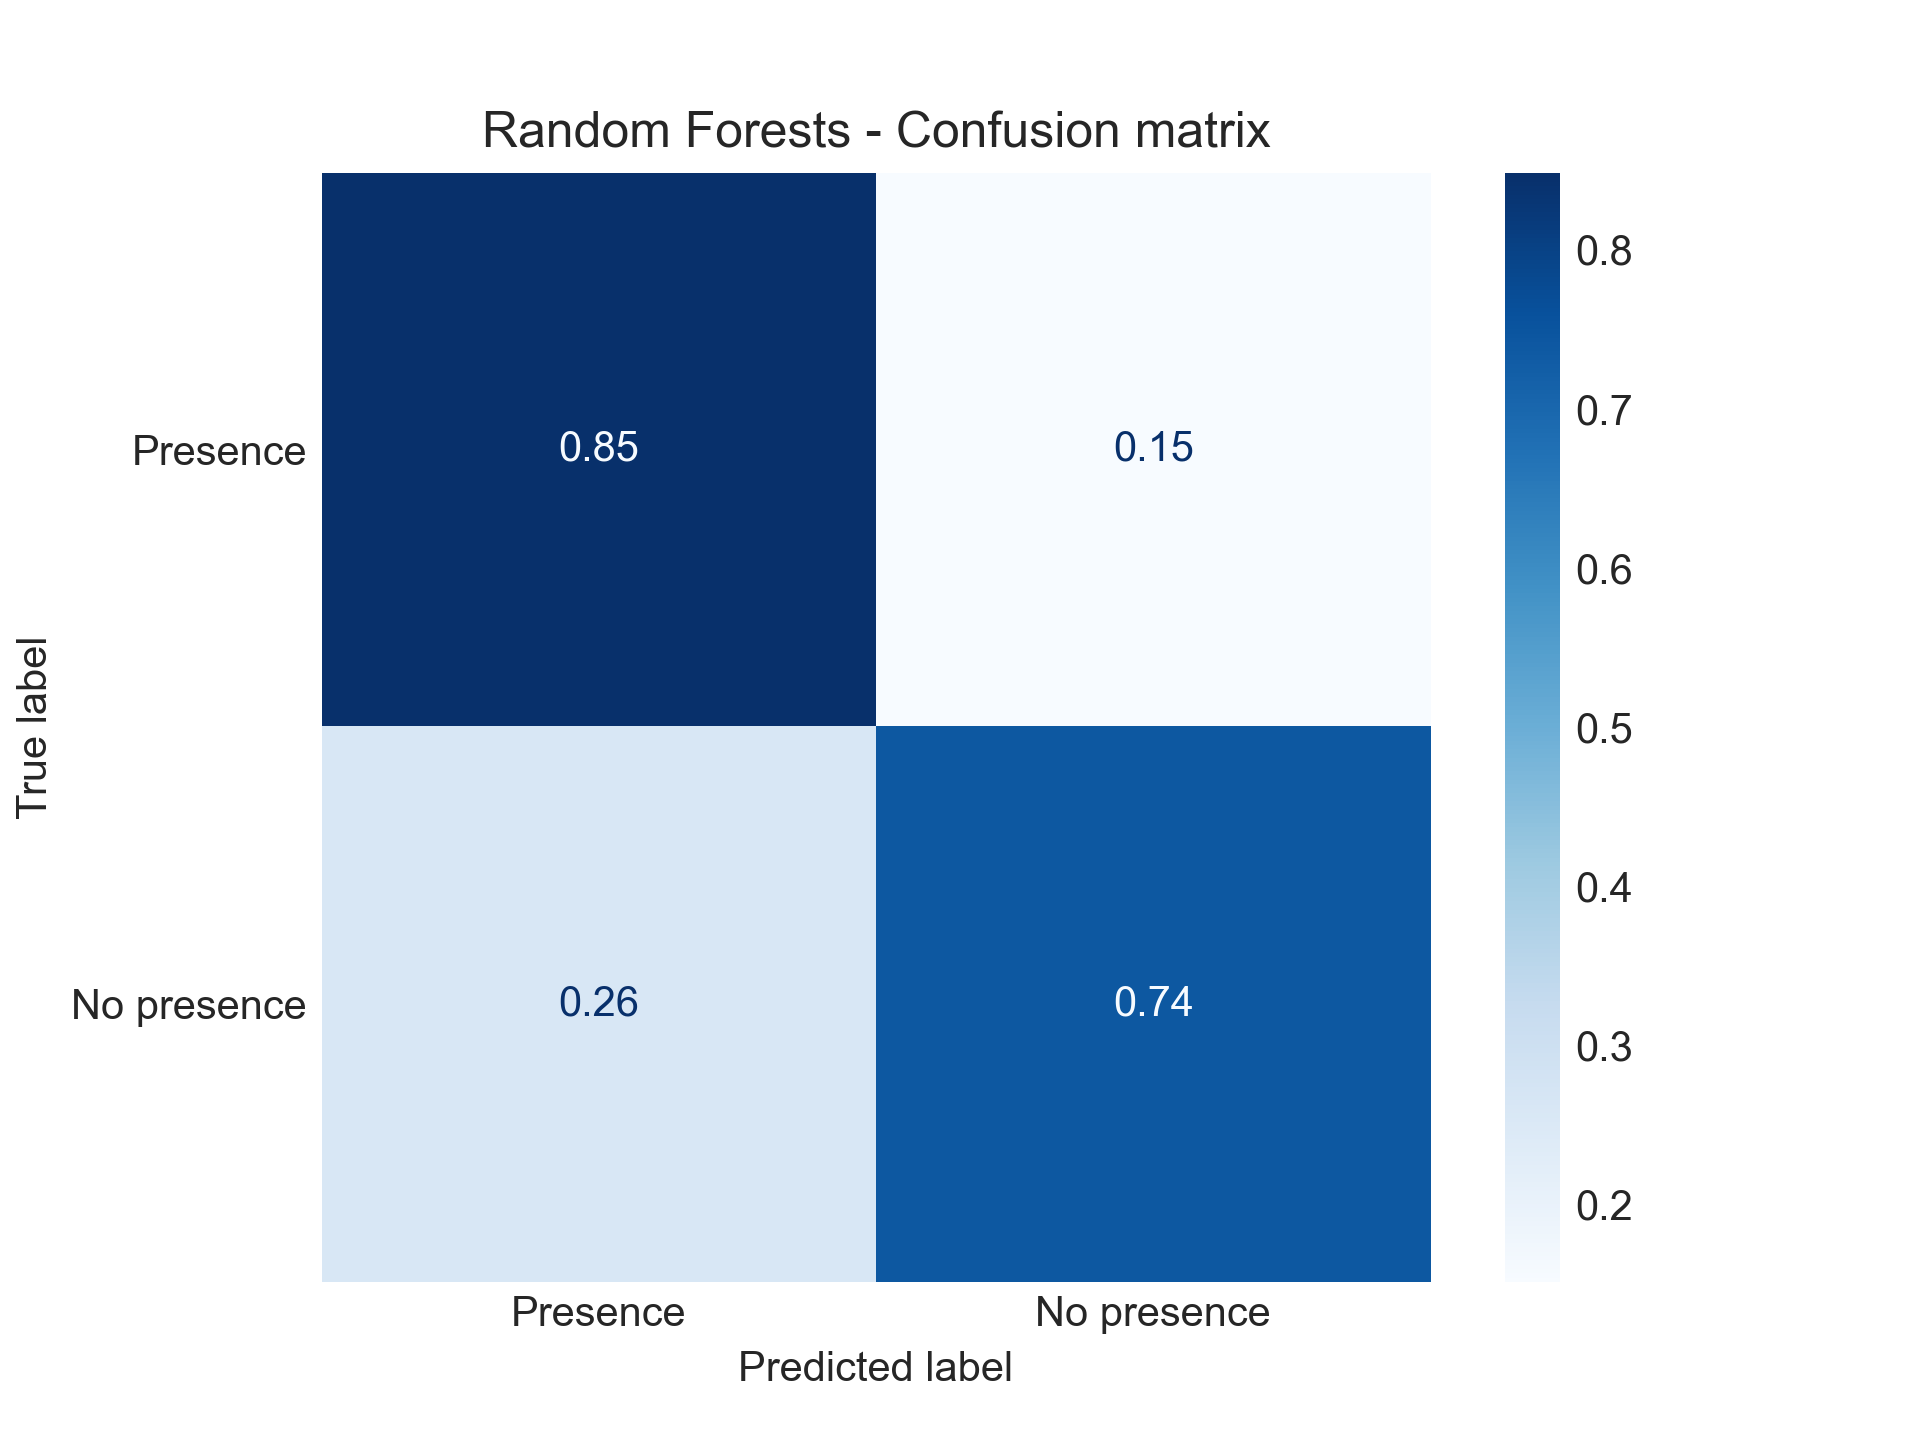 Random Forests - Confusion matrix
True label
Presence
0.85
0.15
No presence
0.26
0.74
Presence
No presence
Predicted label
0.8
0.7
0.6
0.5
0.4
0.3
0.2